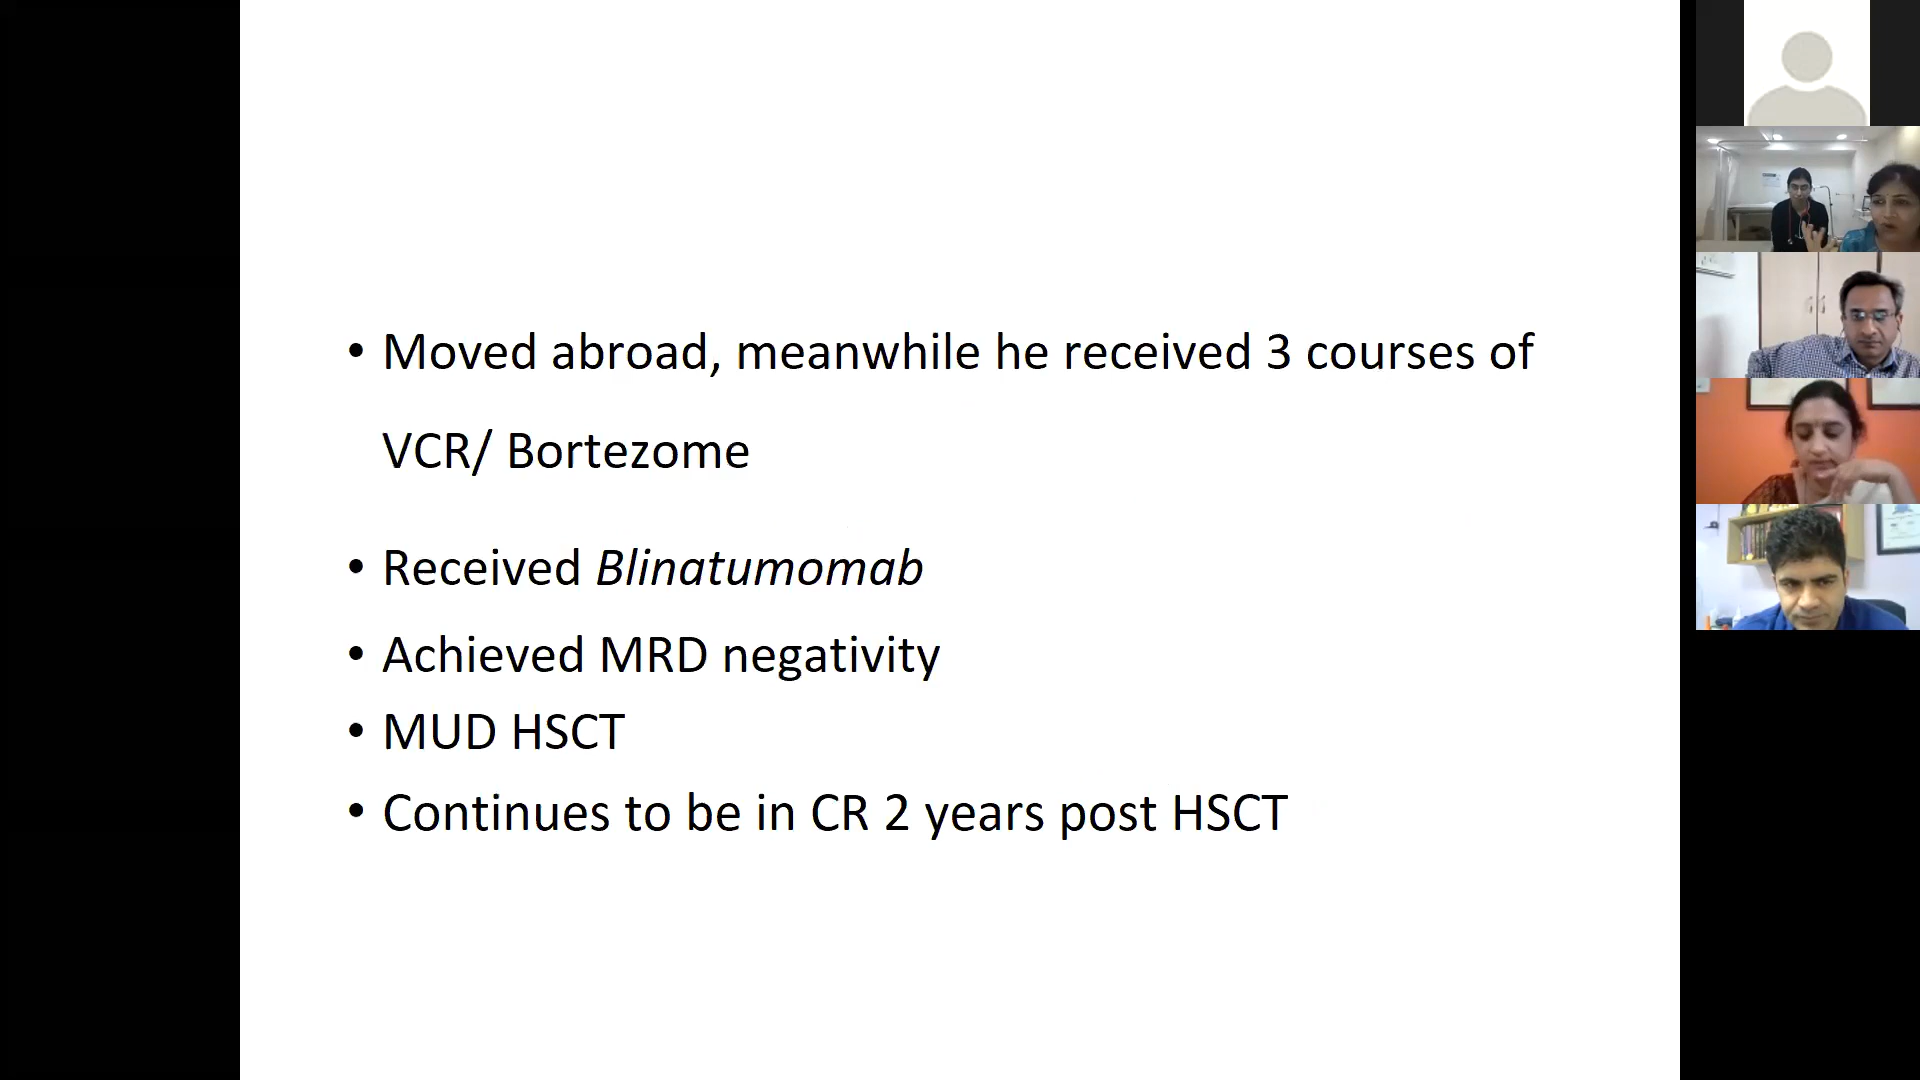 • Moved abroad, meanwhile he received 3 courses of
VCR/ Bortezome
• Received Blinatumomab
• Achieved MRD negativity
• MUD HSCT
• Continues to be in CR 2 years post HSCT